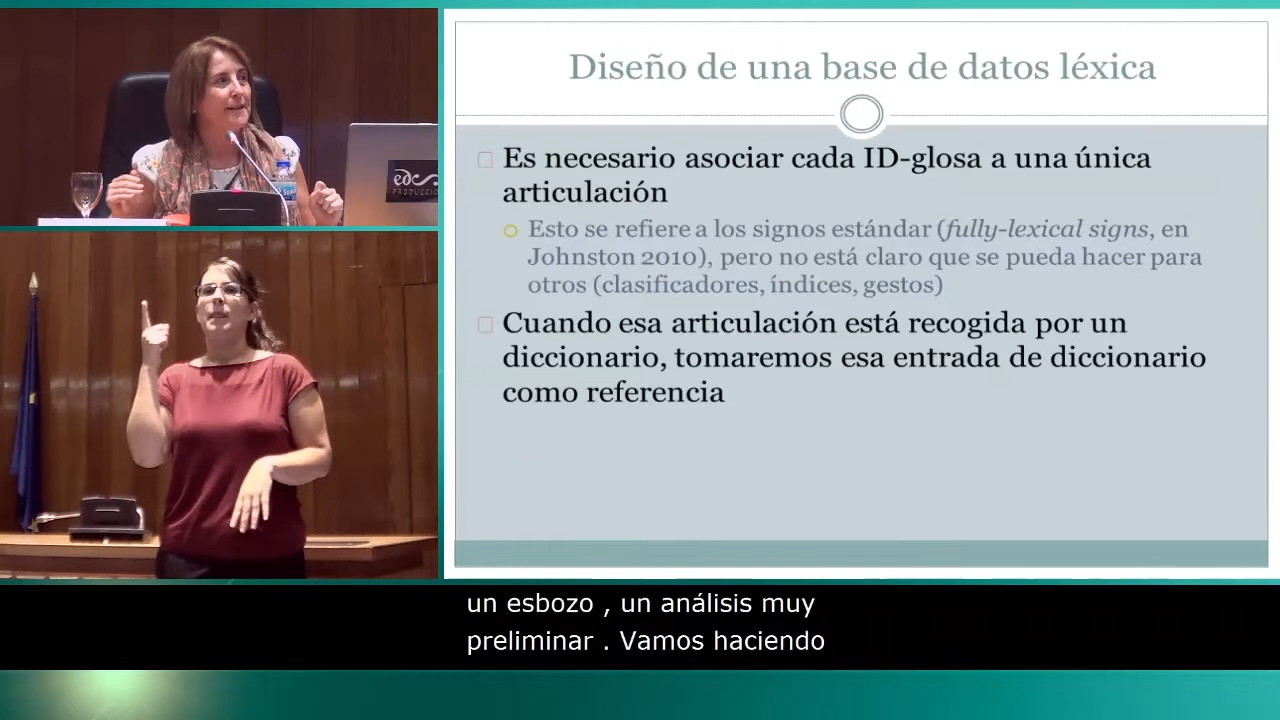 Diseño de una base de datos léxica
Es necesario asociar cada ID-glosa a una única
articulación
Esto se refiere a los signos estándar (fully-lexical signs, en
Johnston 2010), pero no está claro que se pueda hacer para
otros (clasificadores, índices, gestos)
Cuando esa articulación está recogida por un
diccionario, tomaremos esa entrada de diccionario
como referencia
un esbozo , un análisis muy
preliminar . Vamos haciendo